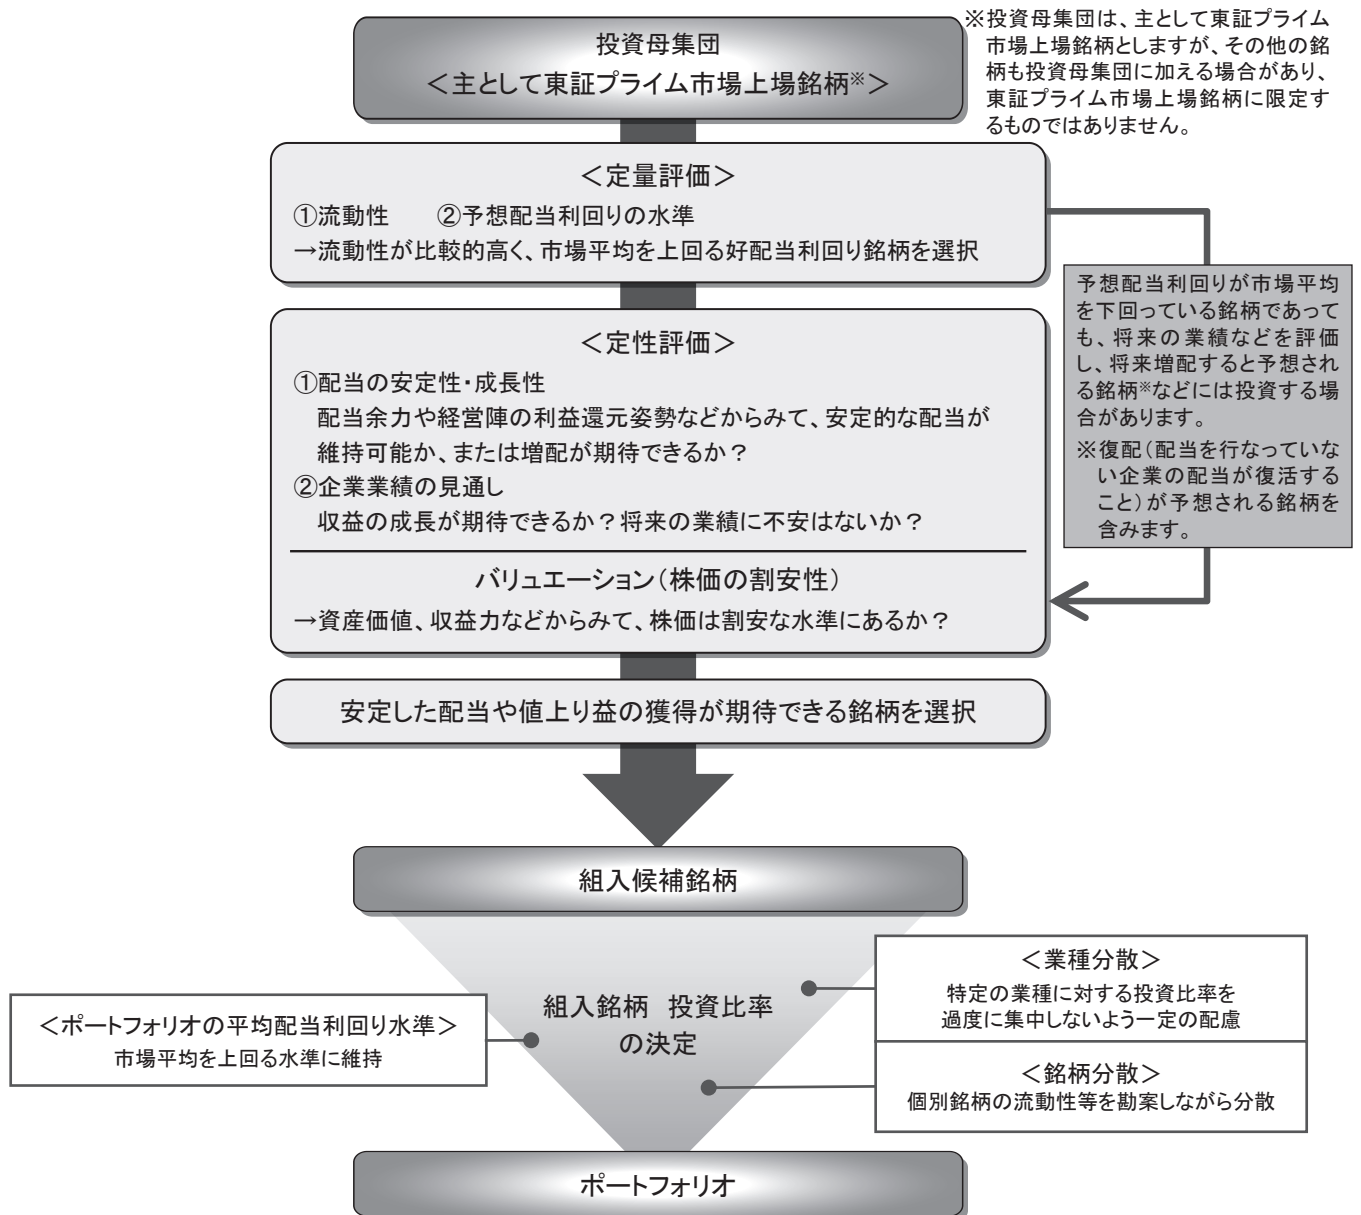 投資母集団
＜主として東証プライム市場上場銘柄※＞
※投資母集団は、主として東証プライム
市場上場銘柄としますが、その他の銘
柄も投資母集団に加える場合があり、
東証プライム市場上場銘柄に限定す
るものではありません。
＜定量評価＞
①流動性　　②予想配当利回りの水準
→流動性が比較的高く、市場平均を上回る好配当利回り銘柄を選択
予想配当利回りが市場平均
を下回っている銘柄であって
も、将来の業績などを評価
し、将来増配すると予想され
る銘柄※などには投資する場
合があります。
※復配（配当を行なっていな
い企業の配当が復活する
こと）が予想される銘柄を
含みます。
＜定性評価＞
①配当の安定性・成長性
配当余力や経営陣の利益還元姿勢などからみて、安定的な配当が
維持可能か、または増配が期待できるか？
②企業業績の見通し
収益の成長が期待できるか？将来の業績に不安はないか？
バリュエーション（株価の割安性）
→資産価値、収益力などからみて、株価は割安な水準にあるか？
安定した配当や値上り益の獲得が期待できる銘柄を選択
組入候補銘柄
組入銘柄　投資比率
の決定
＜ポートフォリオの平均配当利回り水準＞
市場平均を上回る水準に維持
＜業種分散＞
特定の業種に対する投資比率を
過度に集中しないよう一定の配慮
＜銘柄分散＞
個別銘柄の流動性等を勘案しながら分散
ポートフォリオ